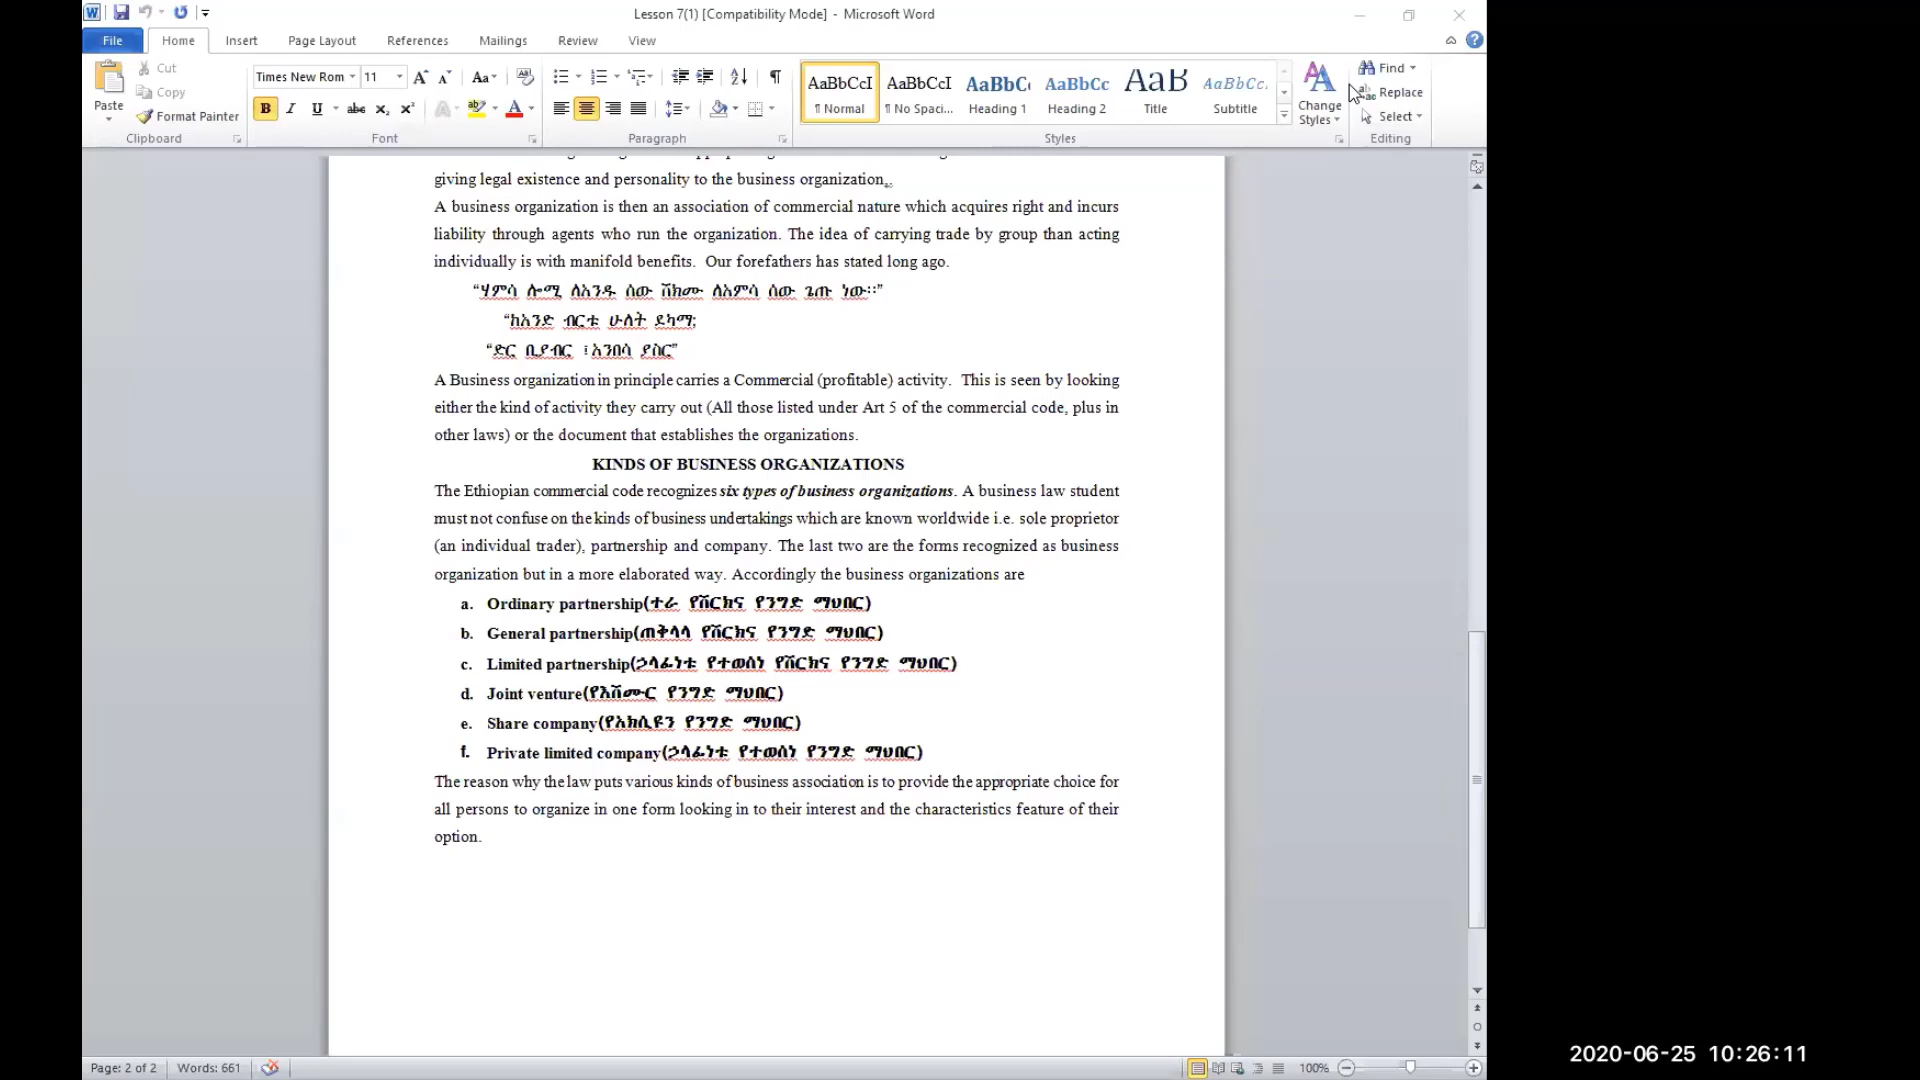 Lesson 7(1) [Compatibility Mode] - Microsoft Word
File Home Insert Page Layout References Mailings Review View
Paste
Cut
Copy
Format Painter
Clipboard
Times New Rom 11
Font
Paragraph
AaBbCcI AaBbCcI AaBbC AaBbCc AaB AaBbCc.
¶ Normal ¶ No Spaci... Heading 1 Heading 2 Title Subtitle
Change Styles
Styles
Find
Replace
Select
Editing
giving legal existence and personality to the business organization.
A business organization is then an association of commercial nature which acquires right and incurs
liability through agents who run the organization. The idea of carrying trade by group than acting
individually is with manifold benefits. Our forefathers has stated long ago.
“ሃምሳ ሎሚ ለአንዱ ሰው ሸክሙ ለአምሳ ሰው ጌጡ ነው፡፡”
“ከአንድ ብርቱ ሁለት ደካማ;
“ድር ቢያብር ፤አንበሳ ያስር”
A Business organization in principle carries a Commercial (profitable) activity. This is seen by looking
either the kind of activity they carry out (All those listed under Art 5 of the commercial code, plus in
other laws) or the document that establishes the organizations.
KINDS OF BUSINESS ORGANIZATIONS
The Ethiopian commercial code recognizes six types of business organizations. A business law student
must not confuse on the kinds of business undertakings which are known worldwide i.e. sole proprietor
(an individual trader), partnership and company. The last two are the forms recognized as business
organization but in a more elaborated way. Accordingly the business organizations are
a. Ordinary partnership(ተራ የሽርክና የንግድ ማህበር)
b. General partnership(ጠቅላላ የሽርክና የንግድ ማህበር)
c. Limited partnership(ኃላፊነቱ የተወሰነ የሽርክና የንግድ ማህበር)
d. Joint venture(የእሽሙር የንግድ ማህበር)
e. Share company(የአክሲዩን የንግድ ማህበር)
f. Private limited company(ኃላፊነቱ የተወሰነ የንግድ ማህበር)
The reason why the law puts various kinds of business association is to provide the appropriate choice for
all persons to organize in one form looking in to their interest and the characteristics feature of their
option.
Page: 2 of 2 Words: 661 100%
2020-06-25 10:26:11